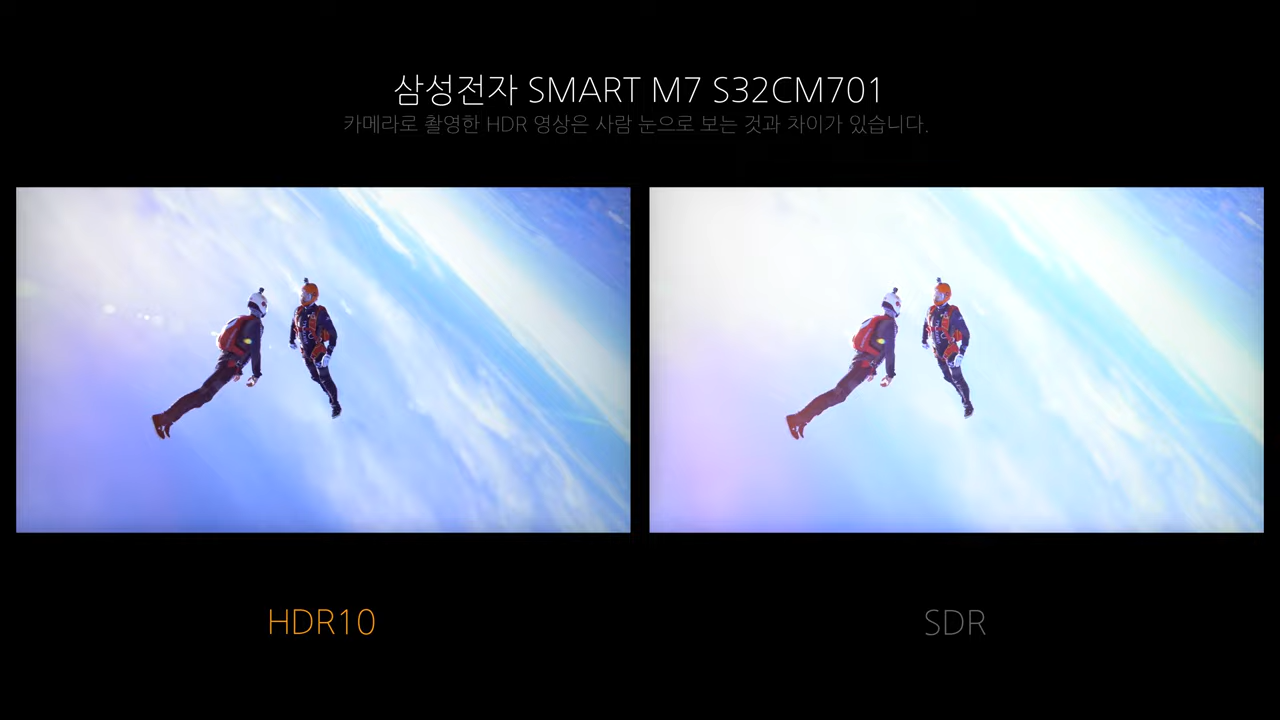 삼성전자 SMART M7 S32CM701
카메라로 촬영한 HDR 영상은 사람 눈으로 보는 것과 차이가 있습니다.
HDR10
SDR